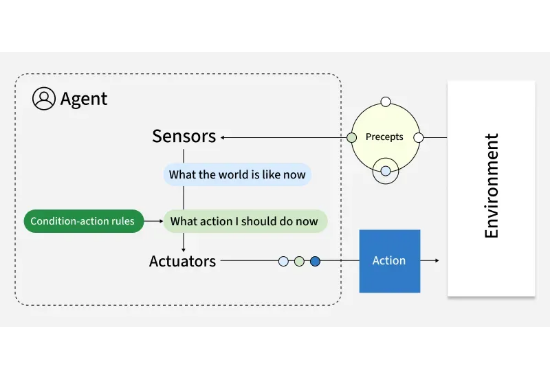 Agent
Sensors
Precepts
What the world is like now
Condition-action rules
What action I should do now
Actuators
Action
Environment